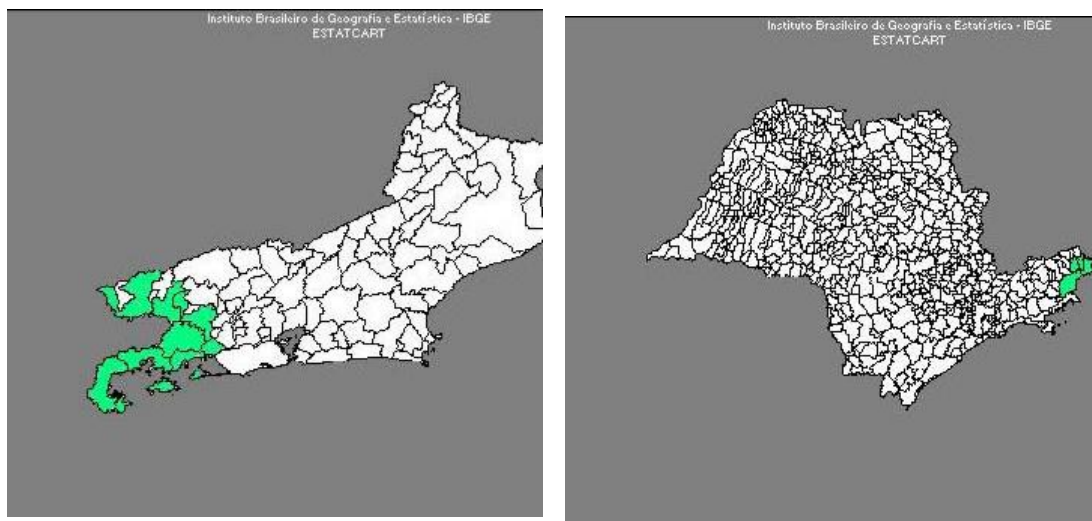 Instituto Brasileiro de Geografia e Estatística - IBGE
ESTATCART
Instituto Brasileiro de Geografia e Estatística - IBGE
ESTATCART